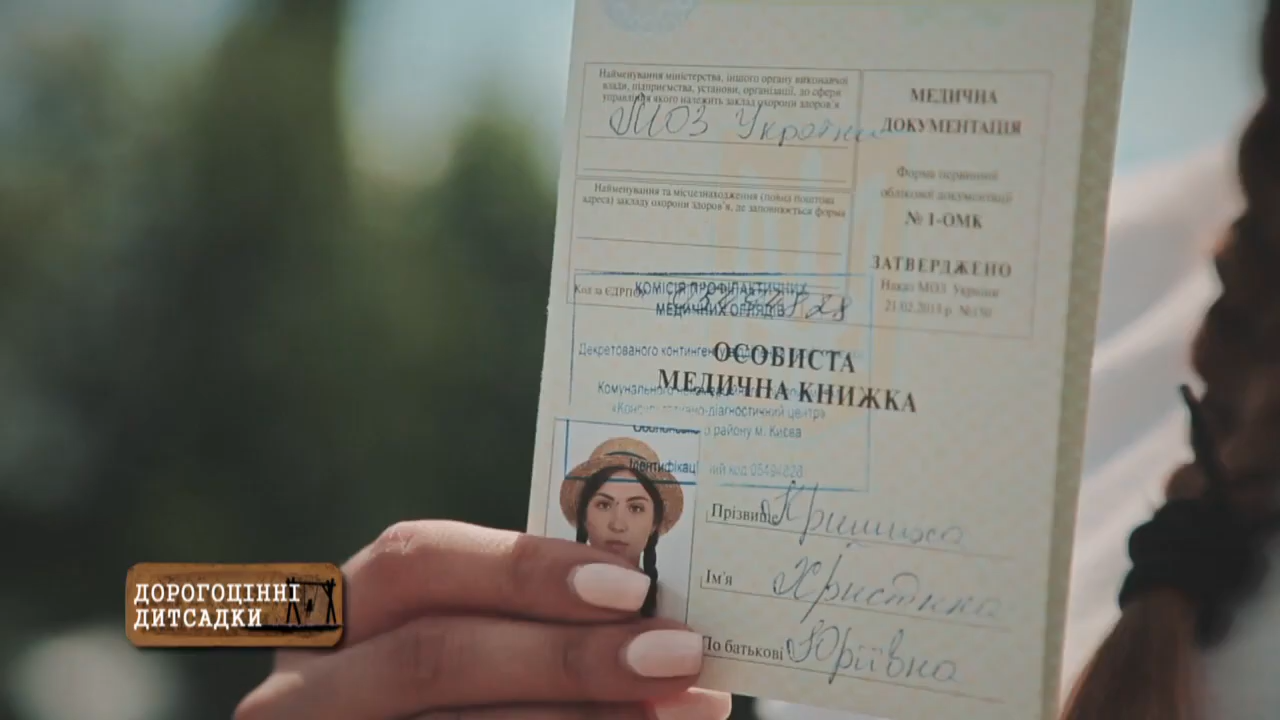 Найменування міністерства, іншого органу виконавчої
влади, підприємства, установи, організації, до сфери
управління якого належить заклад охорони здоров'я
МОЗ України
Найменування та місцезнаходження (повна поштова
адреса) закладу охорони здоров'я, де заповнюється форма
Код за ЄДРПОУ
МЕДИЧНА
ДОКУМЕНТАЦІЯ
Форма первинної
облікової документації
№ 1-ОМК
ЗАТВЕРДЖЕНО
Наказ МОЗ України
21.02.2013 р. №150
КОМІСІЯ ПРОФІЛАКТИЧНИХ
МЕДИЧНИХ ОГЛЯДІВ
Декретованого контингенту
ОСОБИСТА
МЕДИЧНА КНИЖКА
Комунального
«Консультативно-діагностичний центр»
району м. Києва
Ідентифікаційний код 05494828
Прізвище
Ім'я Христина
По батькові Юріївна
ДОРОГОЦІННІ
ДИТСАДКИ